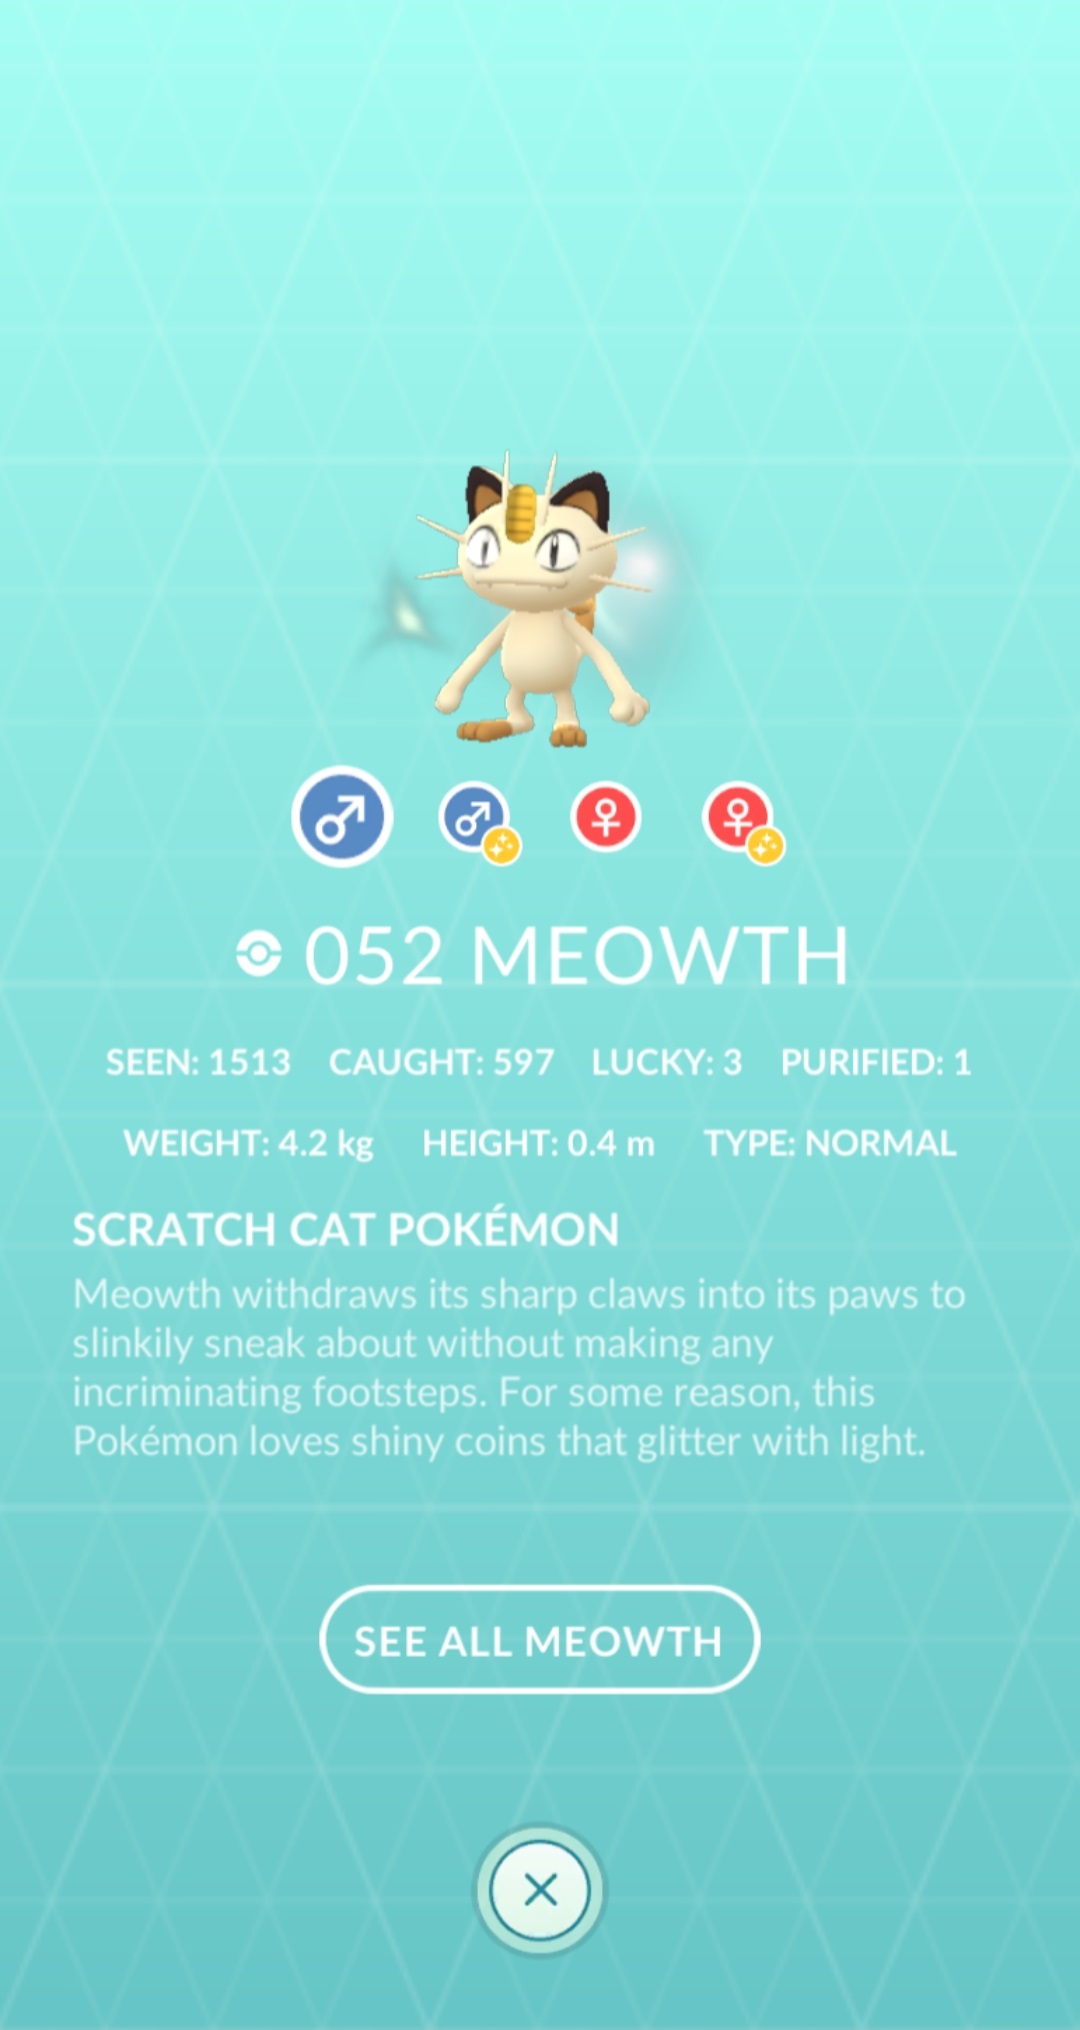 052 MEOWTH
SEEN: 1513 CAUGHT: 597 LUCKY: 3 PURIFIED: 1
WEIGHT: 4.2 kg HEIGHT: 0.4 m TYPE: NORMAL
SCRATCH CAT POKÉMON
Meowth withdraws its sharp claws into its paws to
slinkily sneak about without making any
incriminating footsteps. For some reason, this
Pokémon loves shiny coins that glitter with light.
SEE ALL MEOWTH